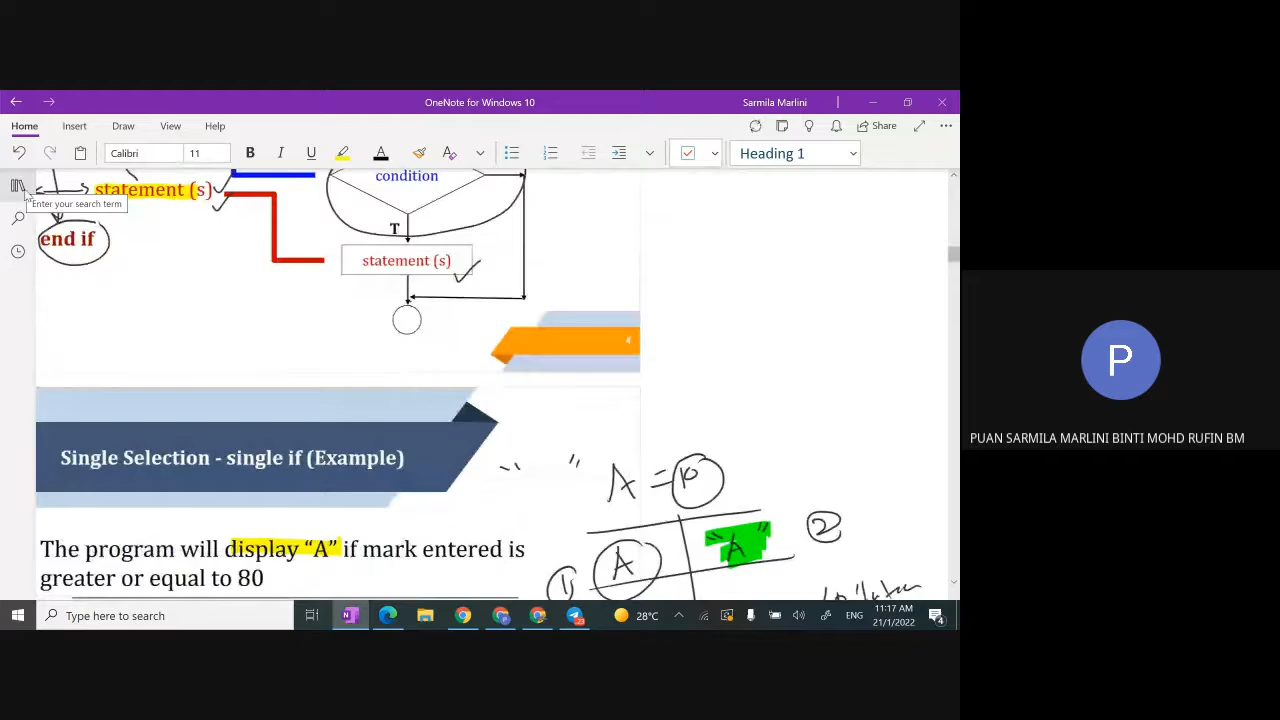 OneNote for Windows 10
Sarmila Marlini
Home Insert Draw View Help
Share
Calibri 11 B I U A Heading 1
condition
statement (s)
Enter your search term
T
end if
statement (s)
Single Selection - single if (Example)
" "
A = 10
"A"
2
The program will display “A” if mark entered is
greater or equal to 80
1
A
Type here to search
23
28°C
ENG
11:17 AM
21/1/2022
4
P
PUAN SARMILA MARLINI BINTI MOHD RUFIN BM